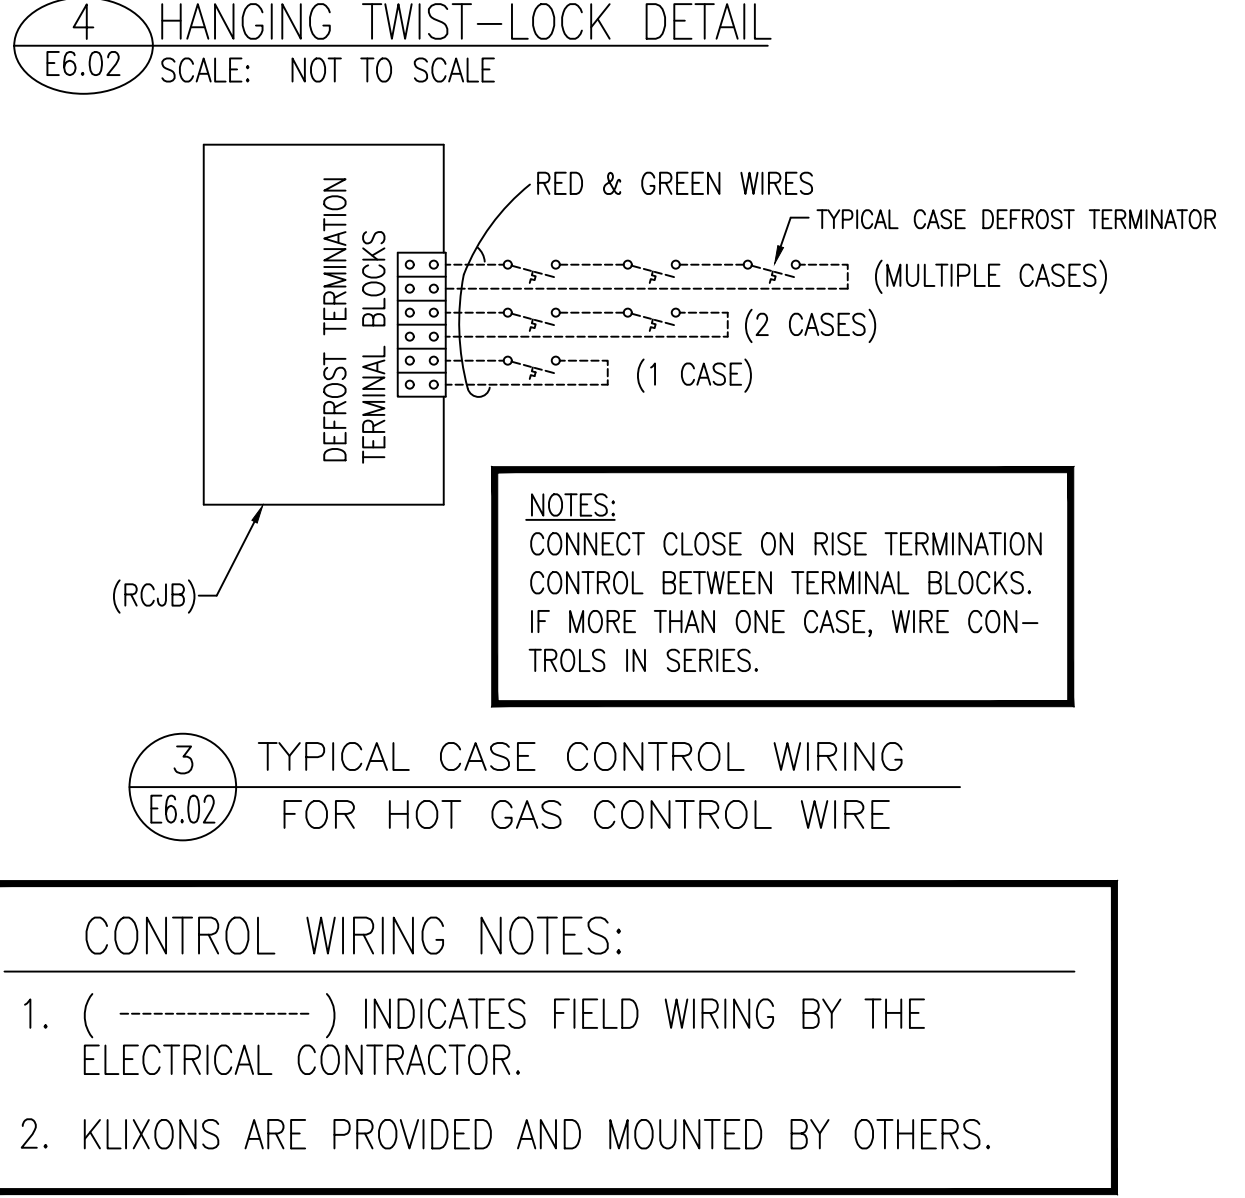 4
HANGING TWIST-LOCK DETAIL
E6.02
SCALE: NOT TO SCALE
DEFROST TERMINATION
TERMINAL BLOCKS
RED & GREEN WIRES
TYPICAL CASE DEFROST TERMINATOR
(MULTIPLE CASES)
(2 CASES)
(1 CASE)
(RCJB)
NOTES:
CONNECT CLOSE ON RISE TERMINATION
CONTROL BETWEEN TERMINAL BLOCKS.
IF MORE THAN ONE CASE, WIRE CON-
TROLS IN SERIES.
3
TYPICAL CASE CONTROL WIRING
E6.02
FOR HOT GAS CONTROL WIRE
CONTROL WIRING NOTES:
1. ( ----------------- ) INDICATES FIELD WIRING BY THE
ELECTRICAL CONTRACTOR.
2. KLIXONS ARE PROVIDED AND MOUNTED BY OTHERS.